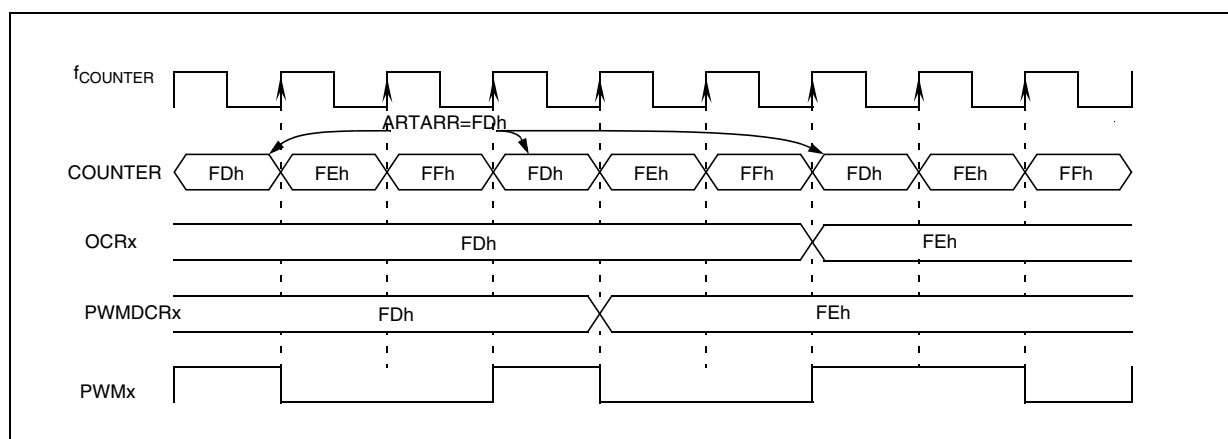 fCOUNTER
ARTARR=FDh
COUNTER FDh FEh FFh FDh FEh FFh FDh FEh FFh
OCRx FDh FEh
PWMDCRx FDh FEh
PWMx